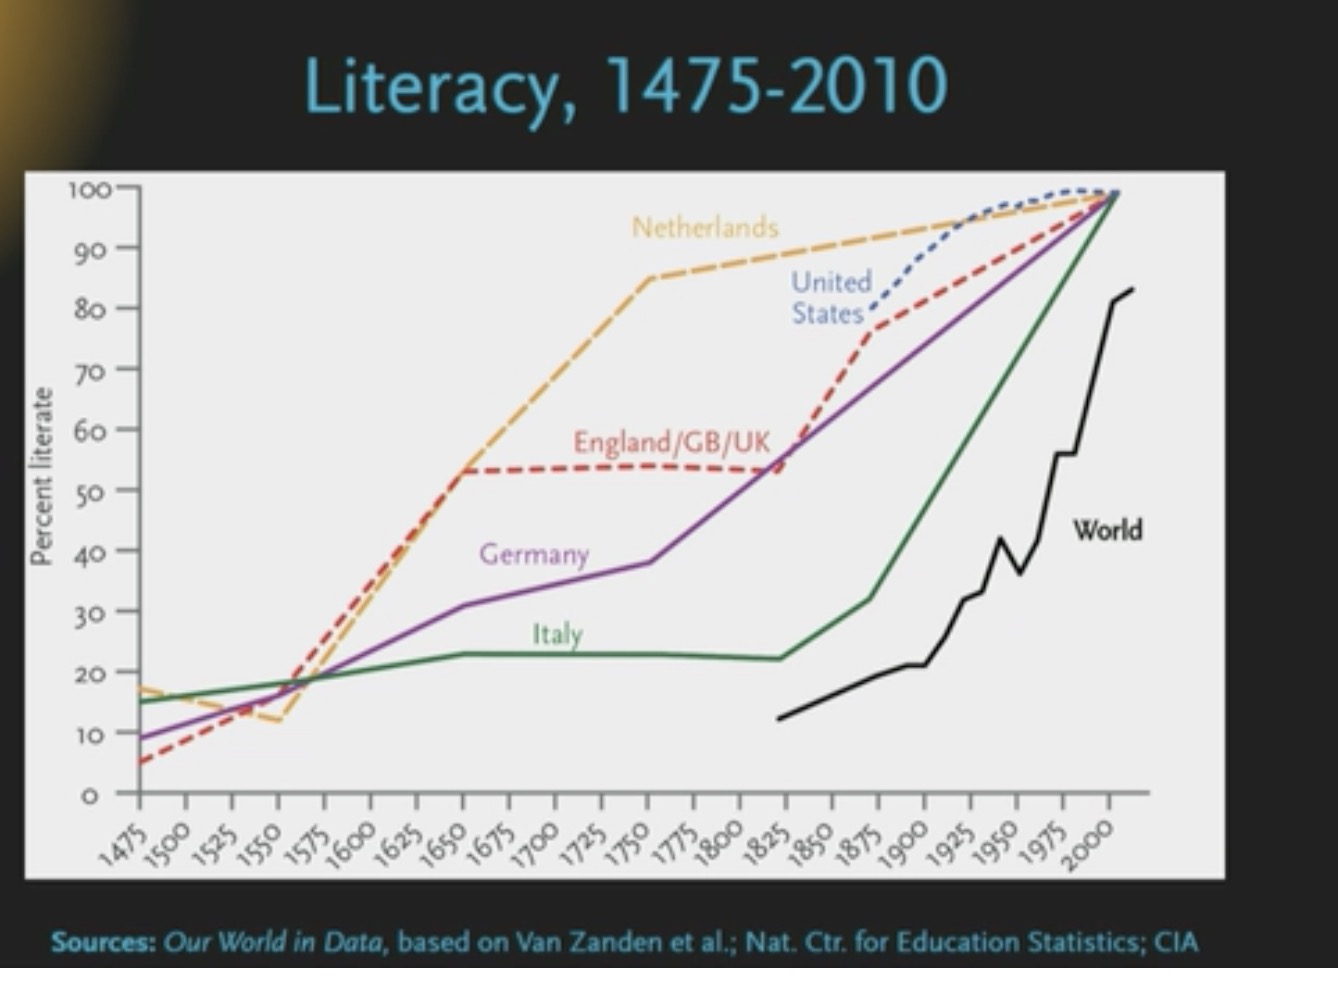 Literacy, 1475-2010
Percent literate
100
90
80
70
60
50
40
30
20
10
0
Netherlands
United
States
England/GB/UK
Germany
Italy
World
1475 1500 1525 1550 1575 1600 1625 1650 1675 1700 1725 1750 1775 1800 1825 1850 1875 1900 1925 1950 1975 2000
Sources: Our World in Data, based on Van Zanden et al.; Nat. Ctr. for Education Statistics; CIA